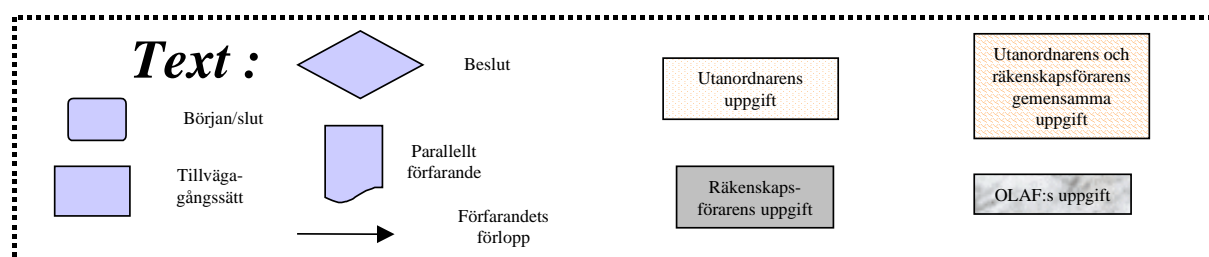 Text :
Beslut
Början/slut
Parallellt
förfarande
Tillväga-
gångssätt
Förfarandets
förlopp
Utanordnarens
uppgift
Räkenskaps-
förarens uppgift
Utanordnarens och
räkenskapsförarens
gemensamma
uppgift
OLAF:s uppgift